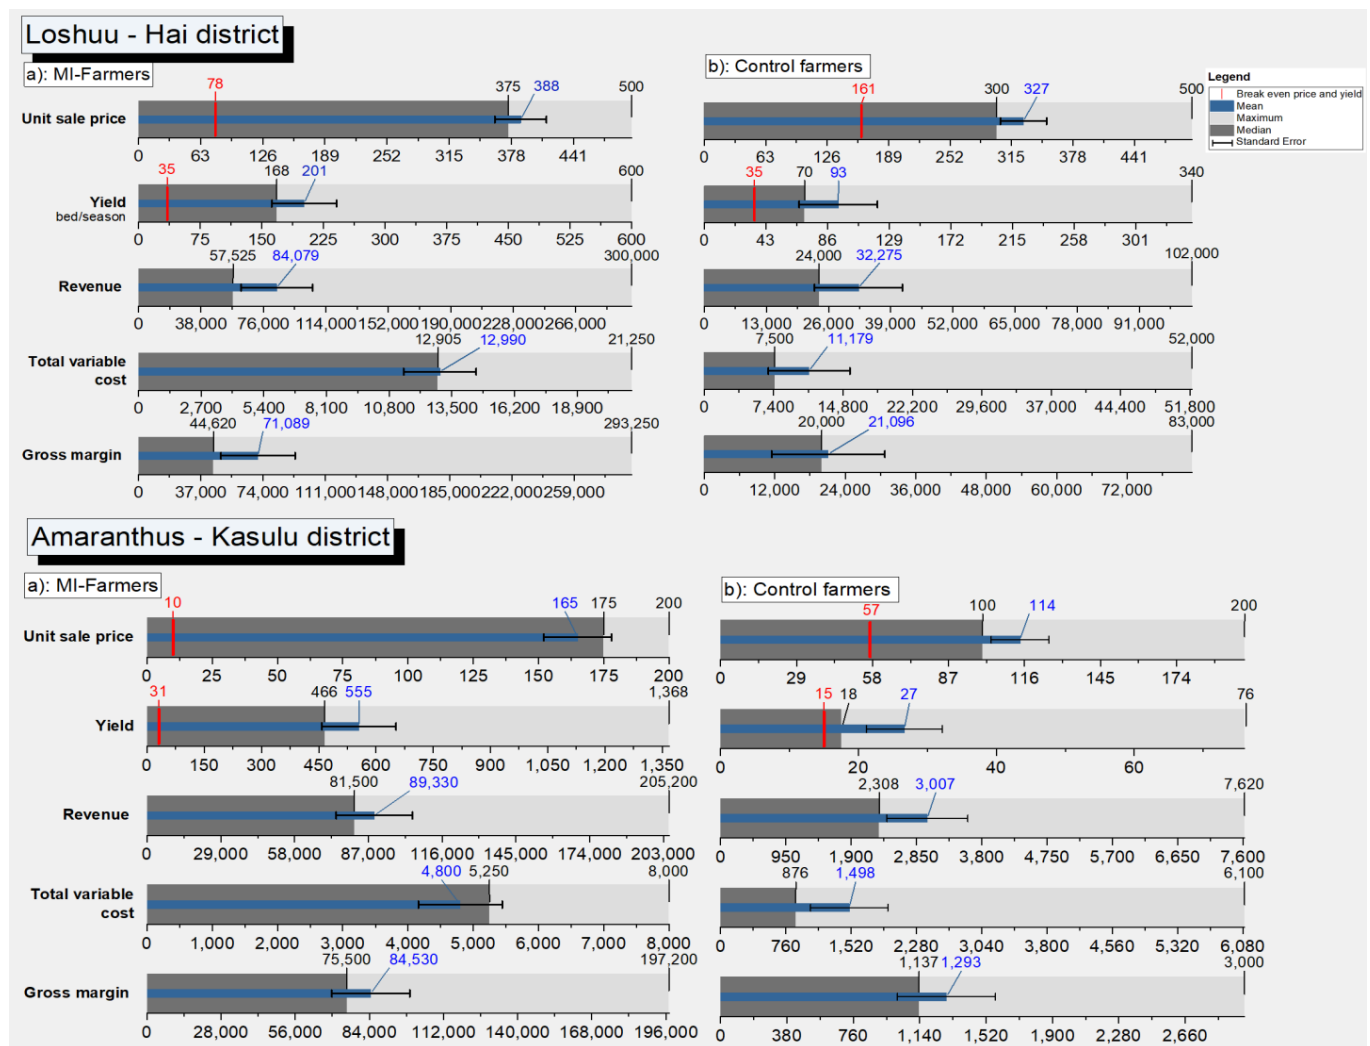 Loshuu - Hai district
a): MI-Farmers
78
375
388
500
Unit sale price
0 63 126 189 252 315 378 441
35
168
201
600
Yield
bed/season
0 75 150 225 300 375 450 525 600
57,525
84,079
300,000
Revenue
0 38,000 76,000 114,000 152,000 190,000 228,000 266,000
12,905
12,990
21,250
Total variable
cost
0 2,700 5,400 8,100 10,800 13,500 16,200 18,900
44,620
71,089
293,250
Gross margin
0 37,000 74,000 111,000 148,000 185,000 222,000 259,000
b): Control farmers
161
300
327
500
0 63 126 189 252 315 378 441
35
70
93
340
0 43 86 129 172 215 258 301
24,000
32,275
102,000
0 13,000 26,000 39,000 52,000 65,000 78,000 91,000
7,500
11,179
52,000
0 7,400 14,800 22,200 29,600 37,000 44,400 51,800
20,000
21,096
83,000
0 12,000 24,000 36,000 48,000 60,000 72,000
Legend
Break even price and yield
Mean
Maximum
Median
Standard Error
Amaranthus - Kasulu district
a): MI-Farmers
10
165
175
200
Unit sale price
0 25 50 75 100 125 150 175 200
31
466
555
1,368
Yield
0 150 300 450 600 750 900 1,050 1,200 1,350
81,500
89,330
205,200
Revenue
0 29,000 58,000 87,000 116,000 145,000 174,000 203,000
4,800
5,250
8,000
Total variable
cost
0 1,000 2,000 3,000 4,000 5,000 6,000 7,000 8,000
75,500
84,530
197,200
Gross margin
0 28,000 84,000 112,000 140,000 168,000 196,000
b): Control farmers
57
100
114
200
0 29 58 87 116 145 174
15
18
27
76
0 20 40 60
2,308
3,007
7,620
0 950 1,900 2,850 3,800 4,750 5,700 6,650 7,600
876
1,498
6,100
0 760 1,520 2,280 3,040 3,800 4,560 5,320 6,080
1,137
1,293
3,000
0 380 760 1,140 1,520 1,900 2,280 2,660